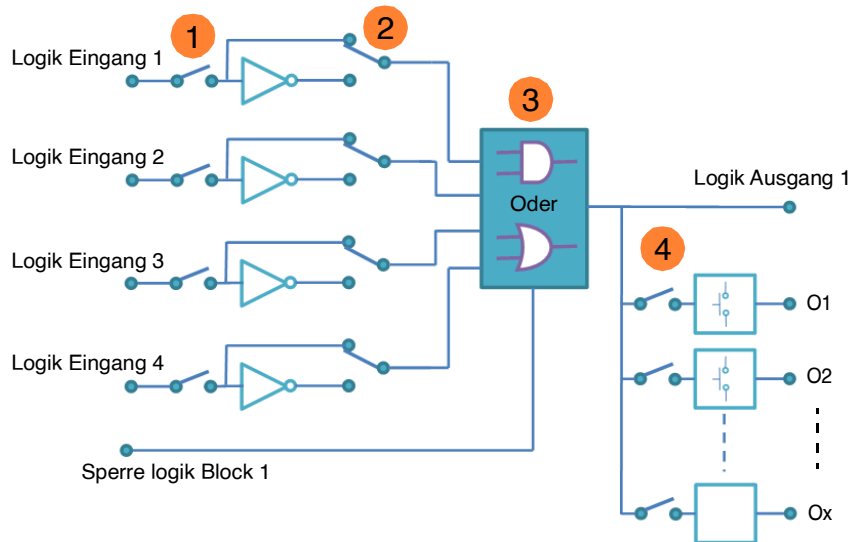 1
2
Logik Eingang 1
3
Logik Eingang 2
Oder
Logik Ausgang 1
Logik Eingang 3
4
O1
Logik Eingang 4
O2
Sperre logik Block 1
Ox